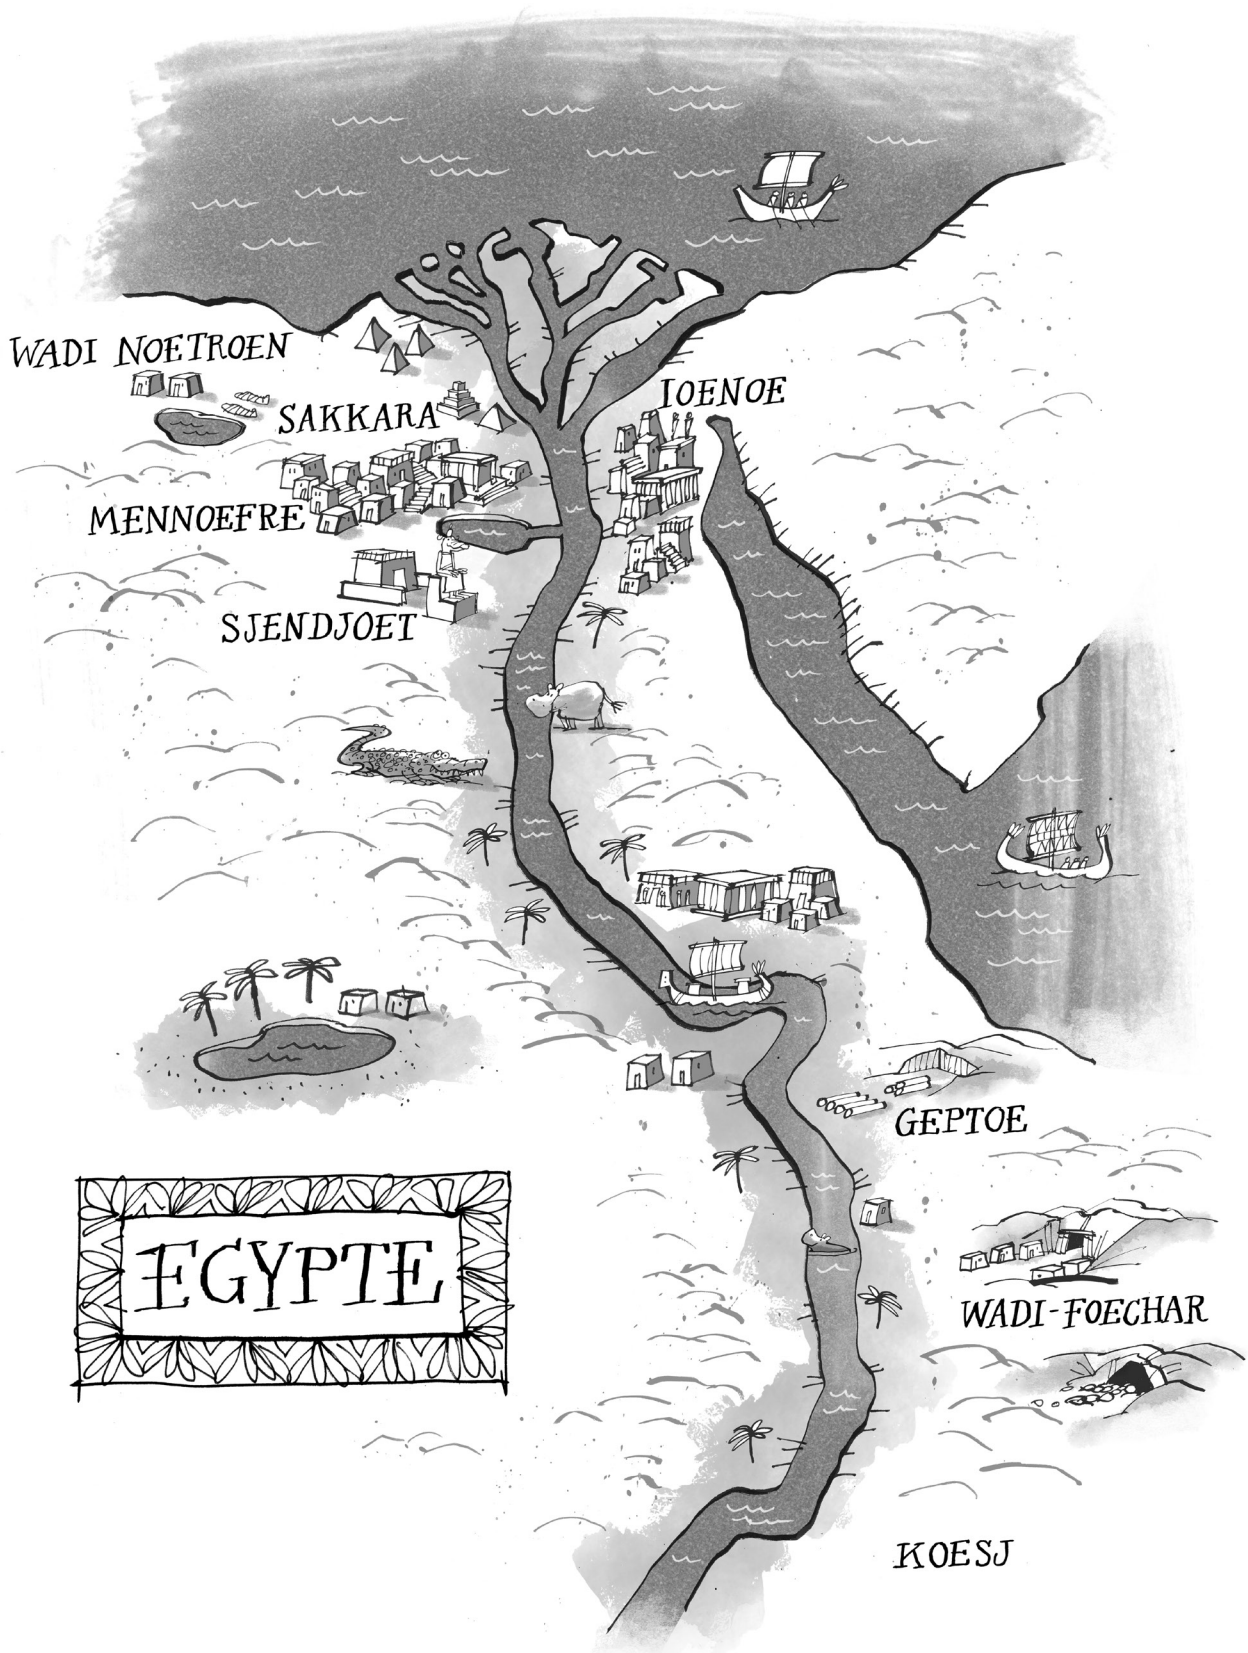 WADI NOETROEN
IOENOE
SAKKARA
MENNOEFRE
SJENDJOET
GEPTOE
EGYPTE
WADI-FOECHAR
KOESJ